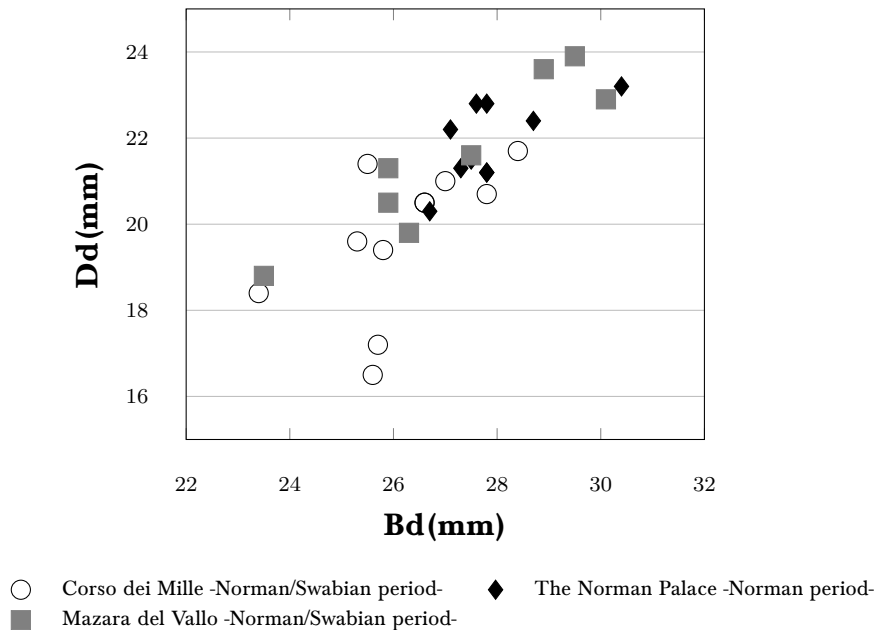 24
22
20
18
16
Dd(mm)
22 24 26 28 30 32
Bd(mm)
Corso dei Mille -Norman/Swabian period-
The Norman Palace -Norman period-
Mazara del Vallo -Norman/Swabian period-